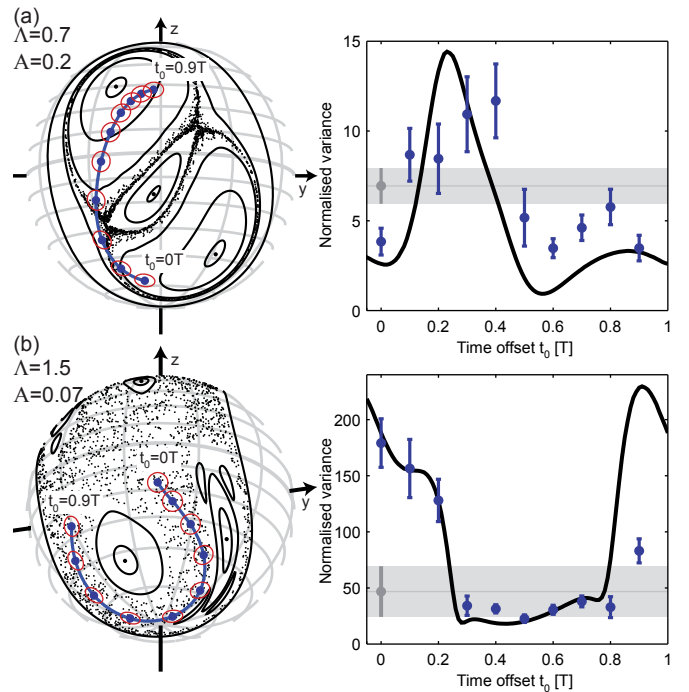 (a)
Λ=0.7
A=0.2
z
t₀=0.9T
y
t₀=0T
15
10
5
0
Normalised variance
0 0.2 0.4 0.6 0.8 1
Time offset t₀ [T]
(b)
Λ=1.5
A=0.07
z
t₀=0T
t₀=0.9T
y
200
150
100
50
0
Normalised variance
0 0.2 0.4 0.6 0.8 1
Time offset t₀ [T]